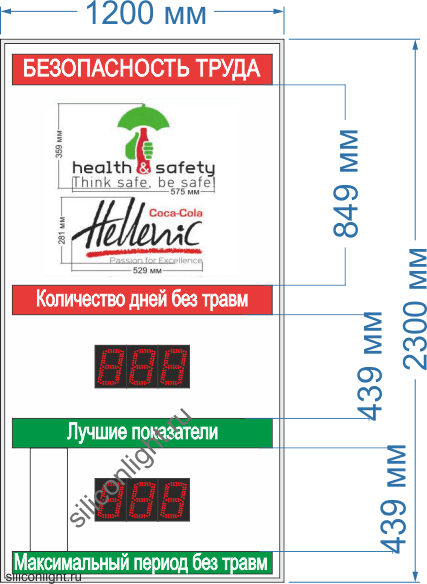 1200 мм
БЕЗОПАСНОСТЬ ТРУДА
359 мм
health & safety
Think safe, be safe!
575 мм
849 мм
Coca-Cola
Hellenic
281 мм
Passion for Excellence
529 мм
2300 мм
Количество дней без травм
888
439 мм
Лучшие показатели
888
439 мм
Максимальный период без травм
siliconlight.ru
siliconlight.ru